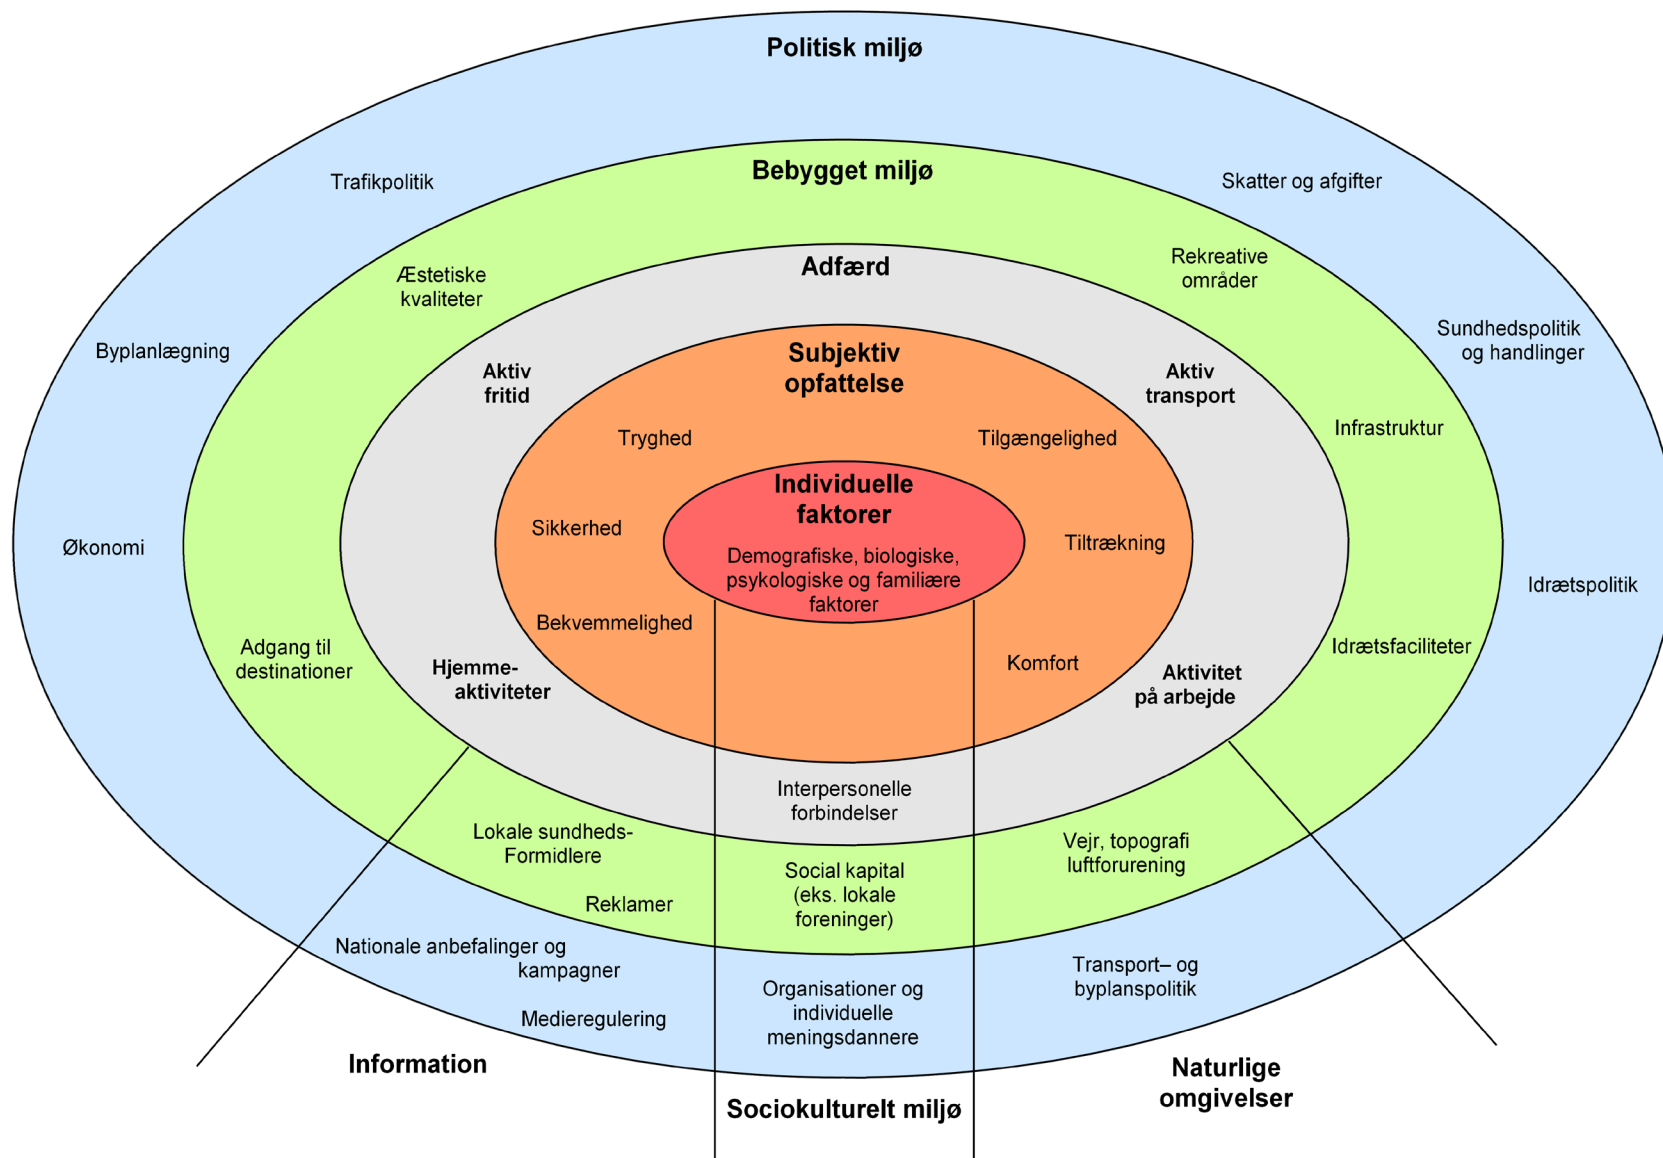 Politisk miljø
Trafikpolitik
Skatter og afgifter
Byplanlægning
Sundhedspolitik
og handlinger
Økonomi
Idrætspolitik
Bebygget miljø
Æstetiske
kvaliteter
Rekreative
områder
Infrastruktur
Adgang til
destinationer
Idrætsfaciliteter
Adfærd
Aktiv
fritid
Aktiv
transport
Hjemme-
aktiviteter
Aktivitet
på arbejde
Subjektiv
opfattelse
Tryghed
Tilgængelighed
Sikkerhed
Tiltrækning
Bekvemmelighed
Komfort
Individuelle
faktorer
Demografiske, biologiske,
psykologiske og familiære
faktorer
Interpersonelle
forbindelser
Lokale sundheds-
Formidlere
Reklamer
Social kapital
(eks. lokale
foreninger)
Vejr, topografi
luftforurening
Nationale anbefalinger og
kampagner
Medieregulering
Organisationer og
individuelle
meningsdannere
Transport– og
byplanspolitik
Information
Sociokulturelt miljø
Naturlige
omgivelser